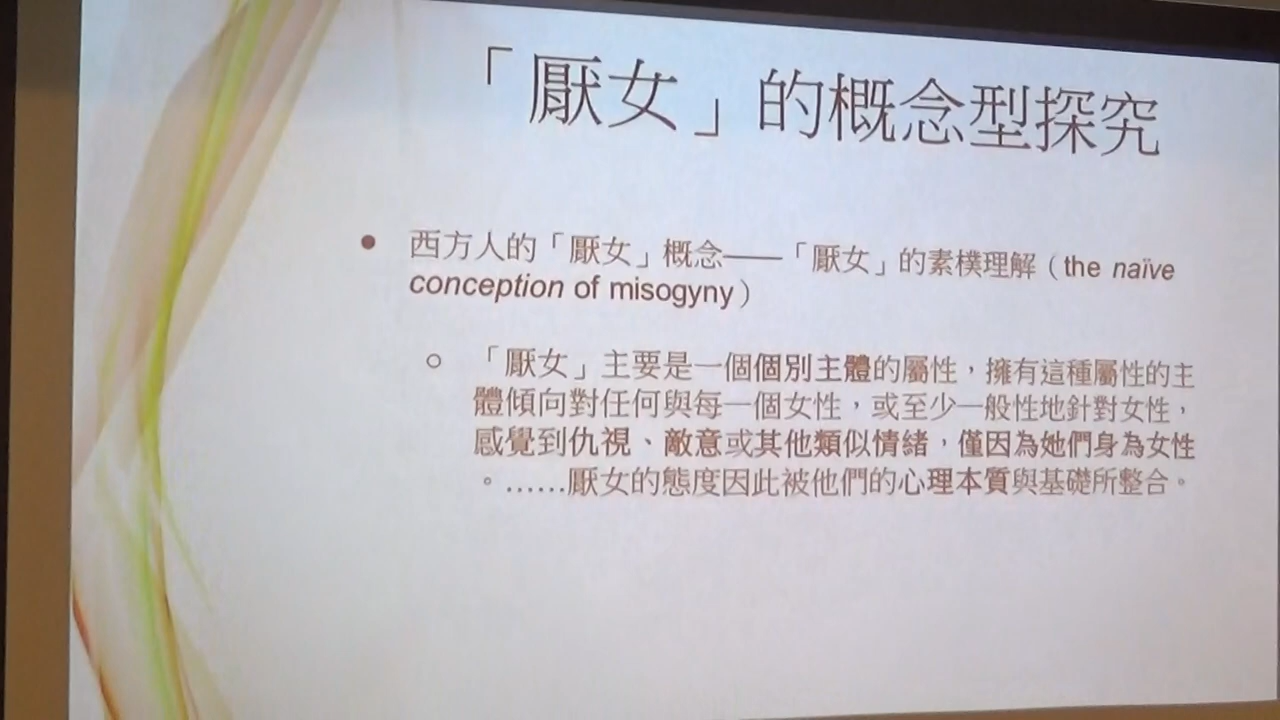 「厭女」的概念型探究
• 西方人的「厭女」概念——「厭女」的素樸理解（the naïve
conception of misogyny）
○ 「厭女」主要是一個個別主體的屬性，擁有這種屬性的主
體傾向對任何與每一個女性，或至少一般性地針對女性，
感覺到仇視、敵意或其他類似情緒，僅因為她們身為女性
。……厭女的態度因此被他們的心理本質與基礎所整合。